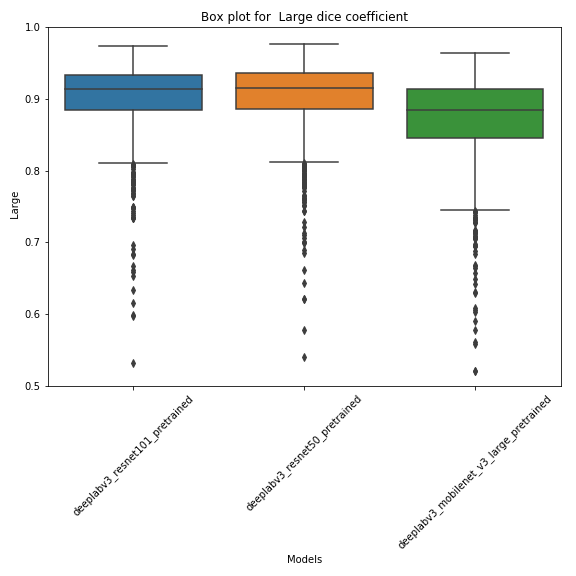 Box plot for  Large dice coefficient
1.0
0.9
0.8
0.7
0.6
0.5
Large
deeplabv3_resnet101_pretrained
deeplabv3_resnet50_pretrained
deeplabv3_mobilenet_v3_large_pretrained
Models